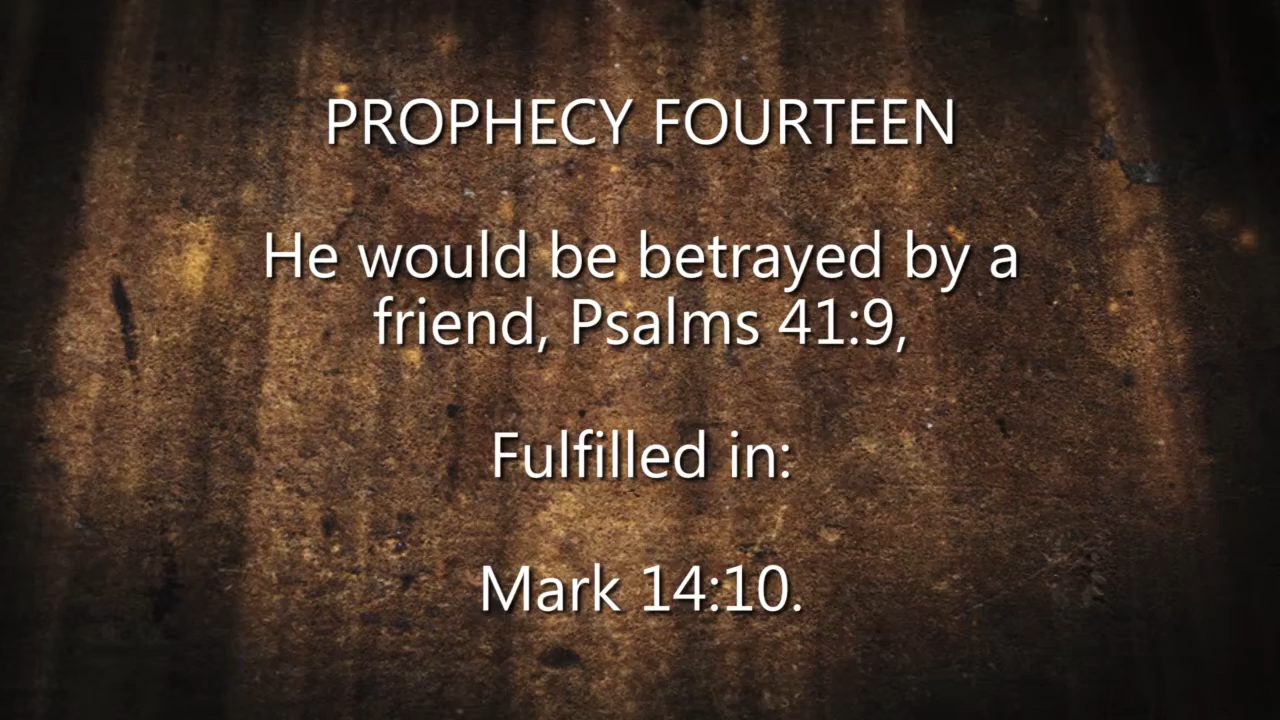 PROPHECY FOURTEEN
He would be betrayed by a
friend, Psalms 41:9,
Fulfilled in:
Mark 14:10.